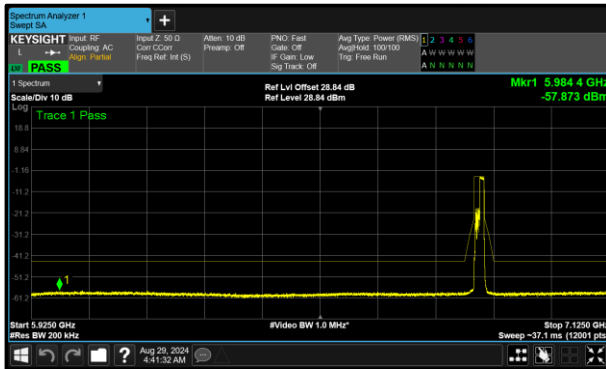 Spectrum Analyzer 1
Swept SA
KEYSIGHT
L
LXI PASS
Input: RF
Coupling: AC
Align: Partial
Input Z: 50 Ω
Corr CCorr
Freq Ref: Int (S)
Atten: 10 dB
Preamp: Off
PNO: Fast
Gate: Off
IF Gain: Low
Sig Track: Off
Avg Type: Power (RMS)
Avg|Hold: 100/100
Trig: Free Run
1 2 3 4 5 6
A W W W W W
A N N N N N
1 Spectrum
Scale/Div 10 dB
Ref Lvl Offset 28.84 dB
Ref Level 28.84 dBm
Mkr1 5.984 4 GHz
-57.873 dBm
Log
Trace 1 Pass
18.8
8.84
-1.16
-11.2
-21.2
-31.2
-41.2
-51.2
-61.2
1
Start 5.9250 GHz
#Res BW 200 kHz
#Video BW 1.0 MHz*
Stop 7.1250 GHz
Sweep ~37.1 ms (12001 pts)
?
Aug 29, 2024
4:41:32 AM